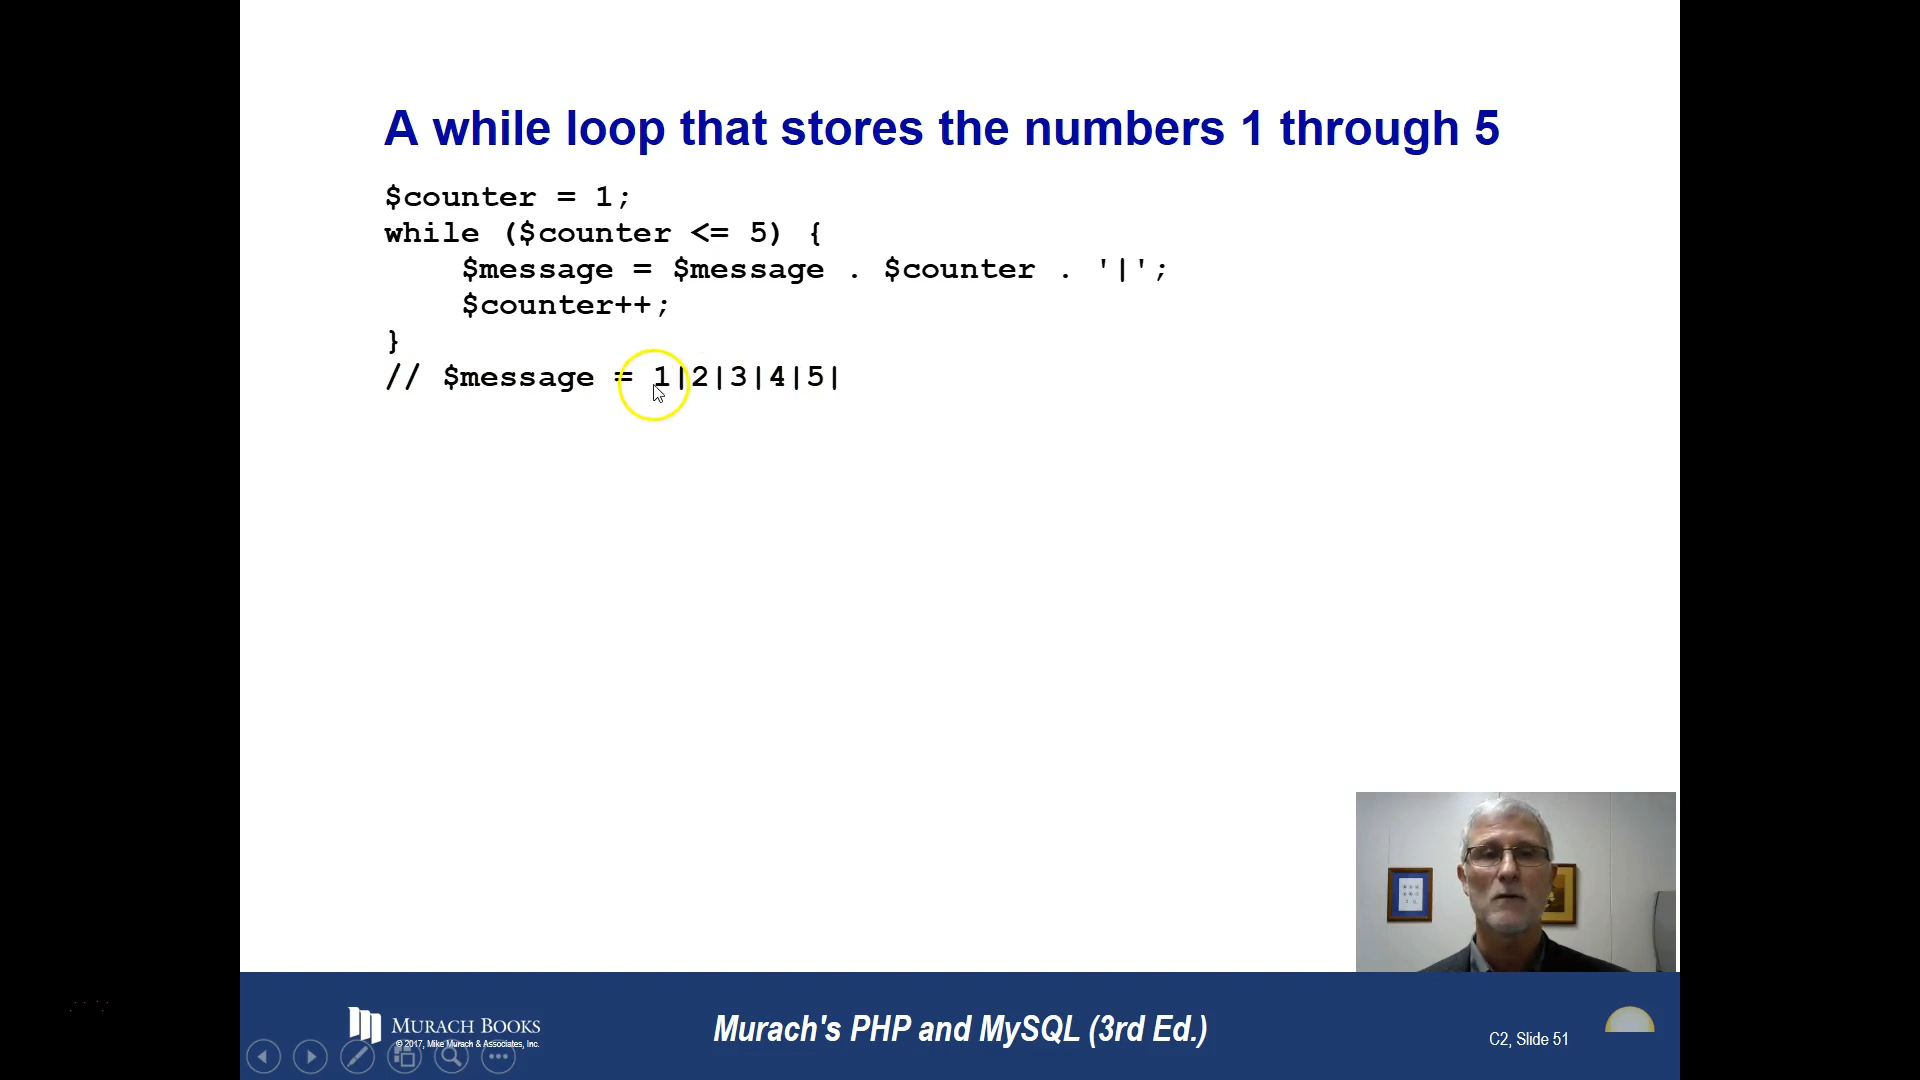 A while loop that stores the numbers 1 through 5
$counter = 1;
while ($counter <= 5) {
$message = $message . $counter . '|';
$counter++;
}
// $message = 1|2|3|4|5|
MURACH BOOKS
© 2017, Mike Murach & Associates, Inc.
Murach's PHP and MySQL (3rd Ed.)
C2, Slide 51